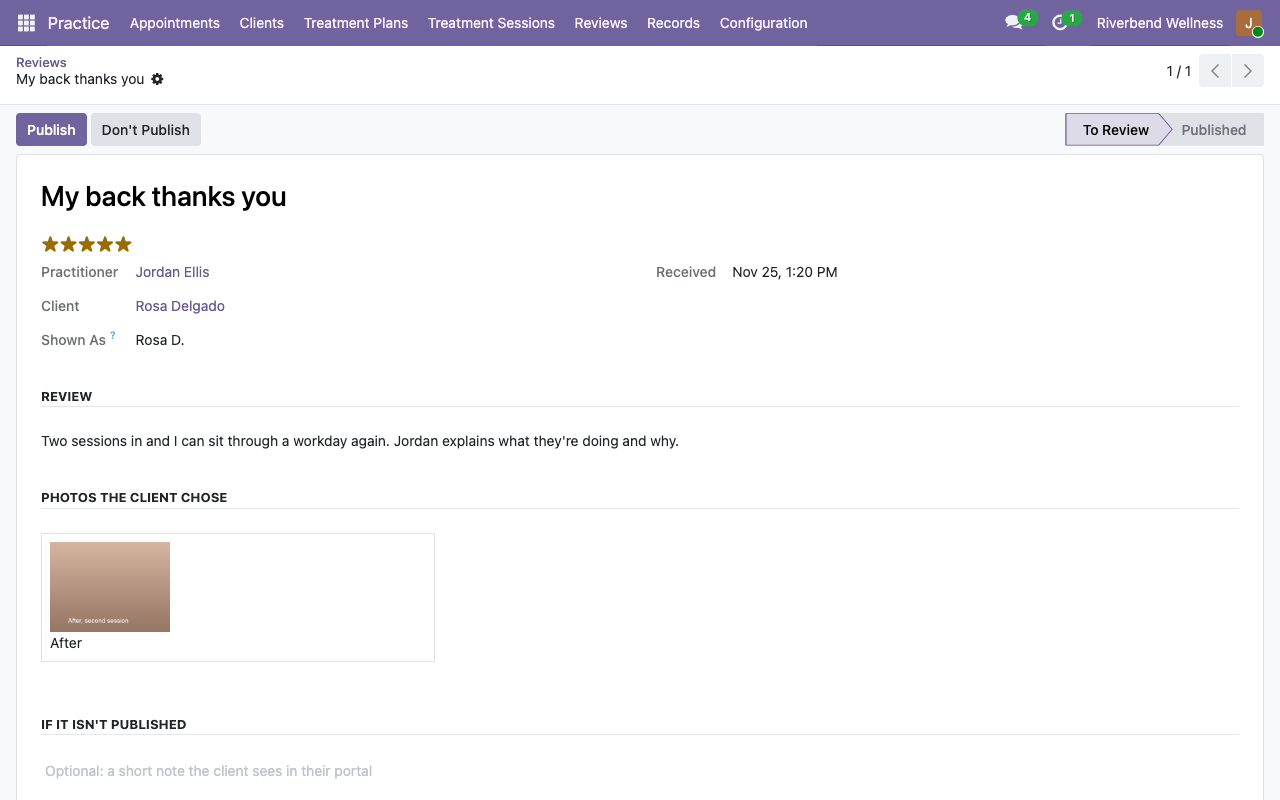 Practice Appointments Clients Treatment Plans Treatment Sessions Reviews Records Configuration 4 1 Riverbend Wellness J
Reviews
My back thanks you
1 / 1
Publish Don't Publish To Review Published
My back thanks you
Practitioner Jordan Ellis Received Nov 25, 1:20 PM
Client Rosa Delgado
Shown As ? Rosa D.
REVIEW
Two sessions in and I can sit through a workday again. Jordan explains what they're doing and why.
PHOTOS THE CLIENT CHOSE
After, second session
After
IF IT ISN'T PUBLISHED
Optional: a short note the client sees in their portal